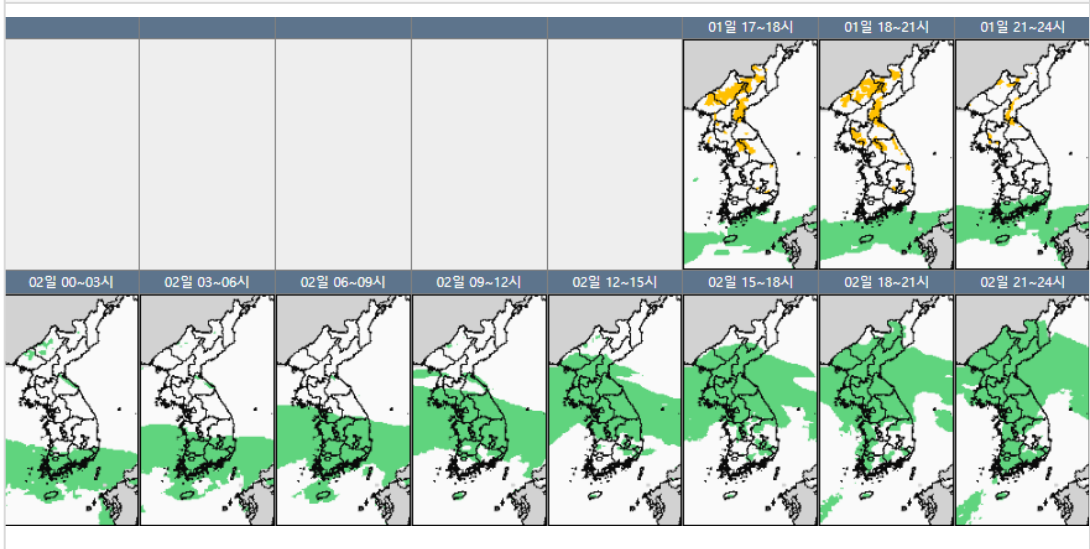 01일 17~18시
01일 18~21시
01일 21~24시
02일 00~03시
02일 03~06시
02일 06~09시
02일 09~12시
02일 12~15시
02일 15~18시
02일 18~21시
02일 21~24시